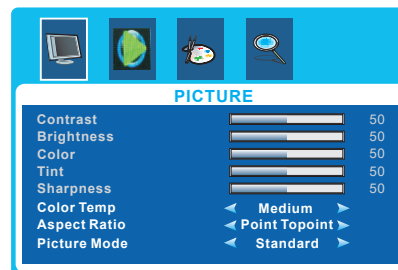 PICTURE
Contrast 50
Brightness 50
Color 50
Tint 50
Sharpness 50
Color Temp Medium
Aspect Ratio Point Topoint
Picture Mode Standard